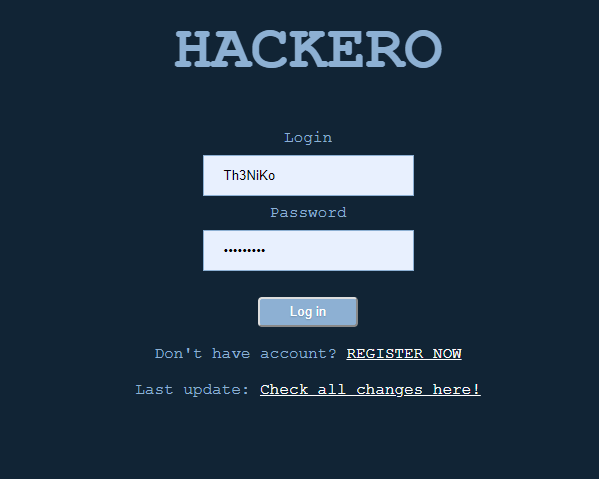 HACKERO
Login
Th3NiKo
Password
•••••••••
Log in
Don't have account? REGISTER NOW
Last update: Check all changes here!